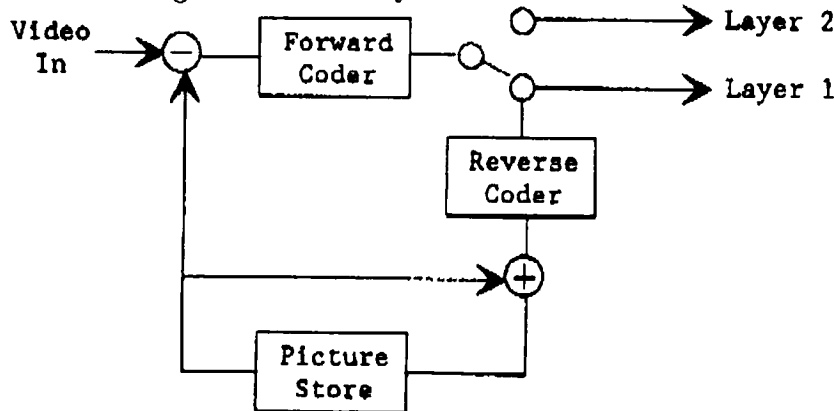 Video
In
Forward
Coder
Layer 2
Layer 1
Reverse
Coder
Picture
Store